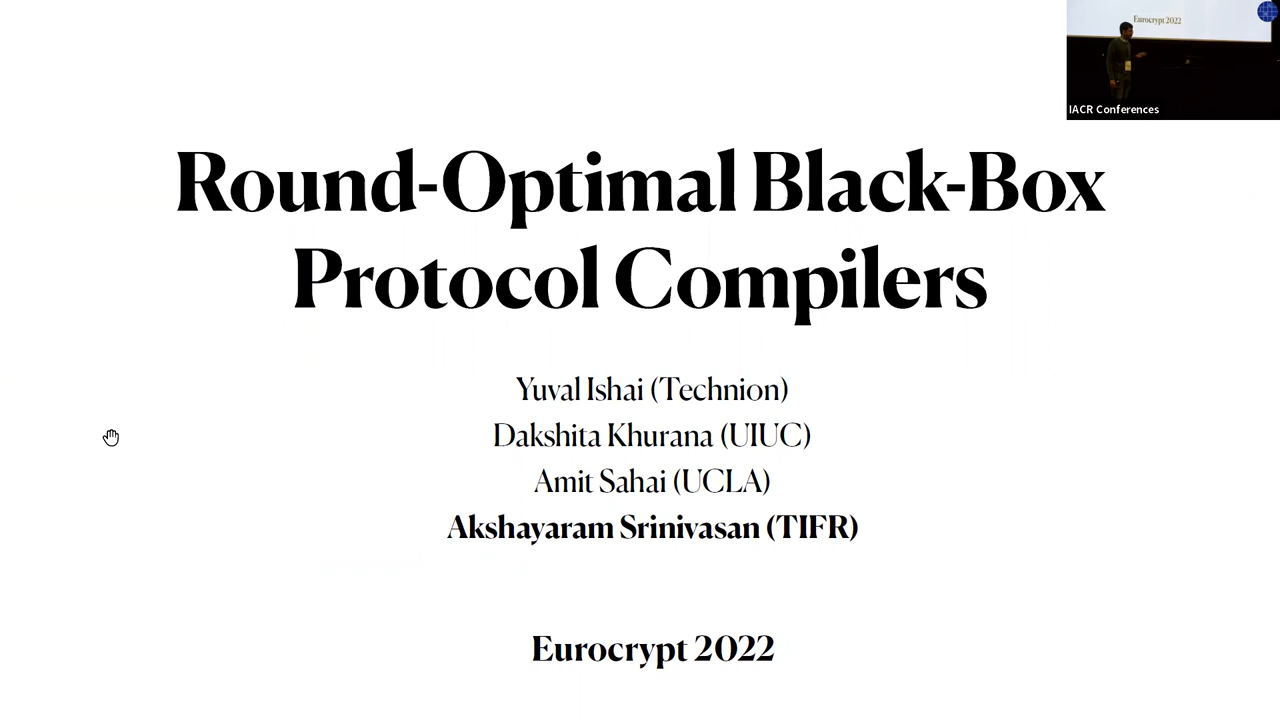 Eurocrypt 2022
IACR Conferences
Round-Optimal Black-Box
Protocol Compilers
Yuval Ishai (Technion)
Dakshita Khurana (UIUC)
Amit Sahai (UCLA)
Akshayaram Srinivasan (TIFR)
Eurocrypt 2022